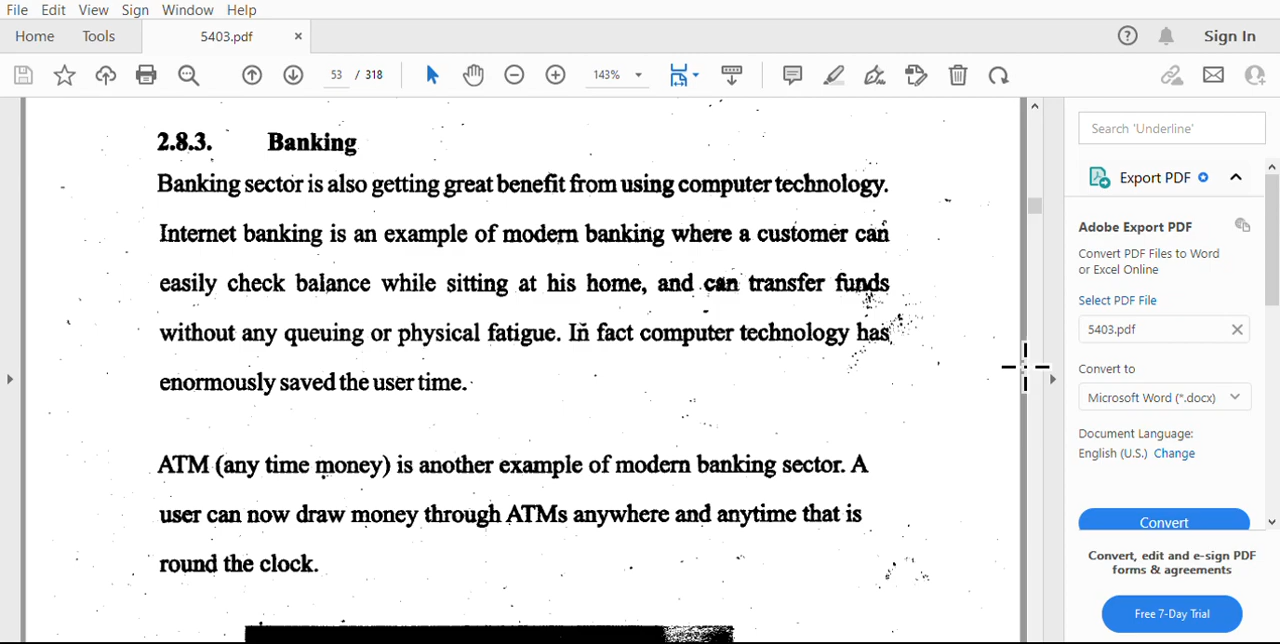 File Edit View Sign Window Help
Home Tools 5403.pdf × Sign In
53 / 318 143%
2.8.3. Banking
Banking sector is also getting great benefit from using computer technology.
Internet banking is an example of modern banking where a customer can
easily check balance while sitting at his home, and can transfer funds
without any queuing or physical fatigue. In fact computer technology has
enormously saved the user time.
ATM (any time money) is another example of modern banking sector. A
user can now draw money through ATMs anywhere and anytime that is
round the clock.
Search 'Underline'
Export PDF
Adobe Export PDF
Convert PDF Files to Word
or Excel Online
Select PDF File
5403.pdf
Convert to
Microsoft Word (*.docx)
Document Language:
English (U.S.) Change
Convert
Convert, edit and e-sign PDF
forms & agreements
Free 7-Day Trial